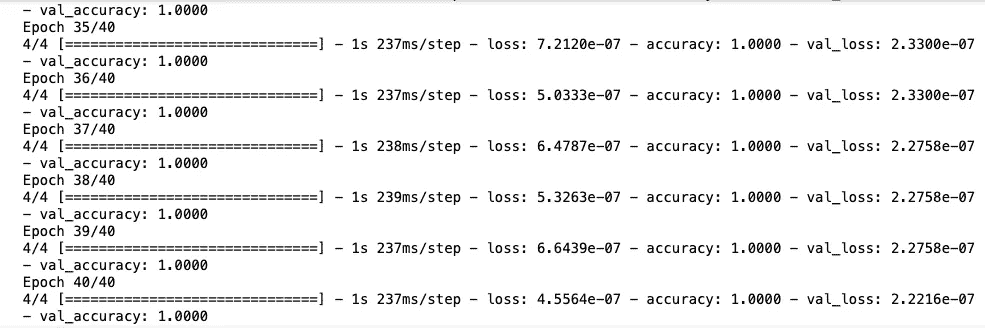 - val_accuracy: 1.0000
Epoch 35/40
4/4 [==============================] - 1s 237ms/step - loss: 7.2120e-07 - accuracy: 1.0000 - val_loss: 2.3300e-07
- val_accuracy: 1.0000
Epoch 36/40
4/4 [==============================] - 1s 237ms/step - loss: 5.0333e-07 - accuracy: 1.0000 - val_loss: 2.3300e-07
- val_accuracy: 1.0000
Epoch 37/40
4/4 [==============================] - 1s 238ms/step - loss: 6.4787e-07 - accuracy: 1.0000 - val_loss: 2.2758e-07
- val_accuracy: 1.0000
Epoch 38/40
4/4 [==============================] - 1s 239ms/step - loss: 5.3263e-07 - accuracy: 1.0000 - val_loss: 2.2758e-07
- val_accuracy: 1.0000
Epoch 39/40
4/4 [==============================] - 1s 237ms/step - loss: 6.6439e-07 - accuracy: 1.0000 - val_loss: 2.2758e-07
- val_accuracy: 1.0000
Epoch 40/40
4/4 [==============================] - 1s 237ms/step - loss: 4.5564e-07 - accuracy: 1.0000 - val_loss: 2.2216e-07
- val_accuracy: 1.0000